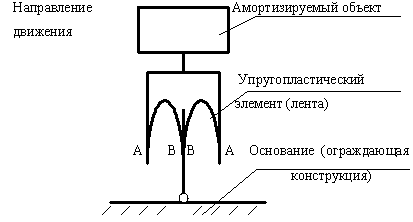 Направление
движения
Амортизируемый объект
Упругопластический
элемент (лента)
А В В А
Основание (ограждающая
конструкция)